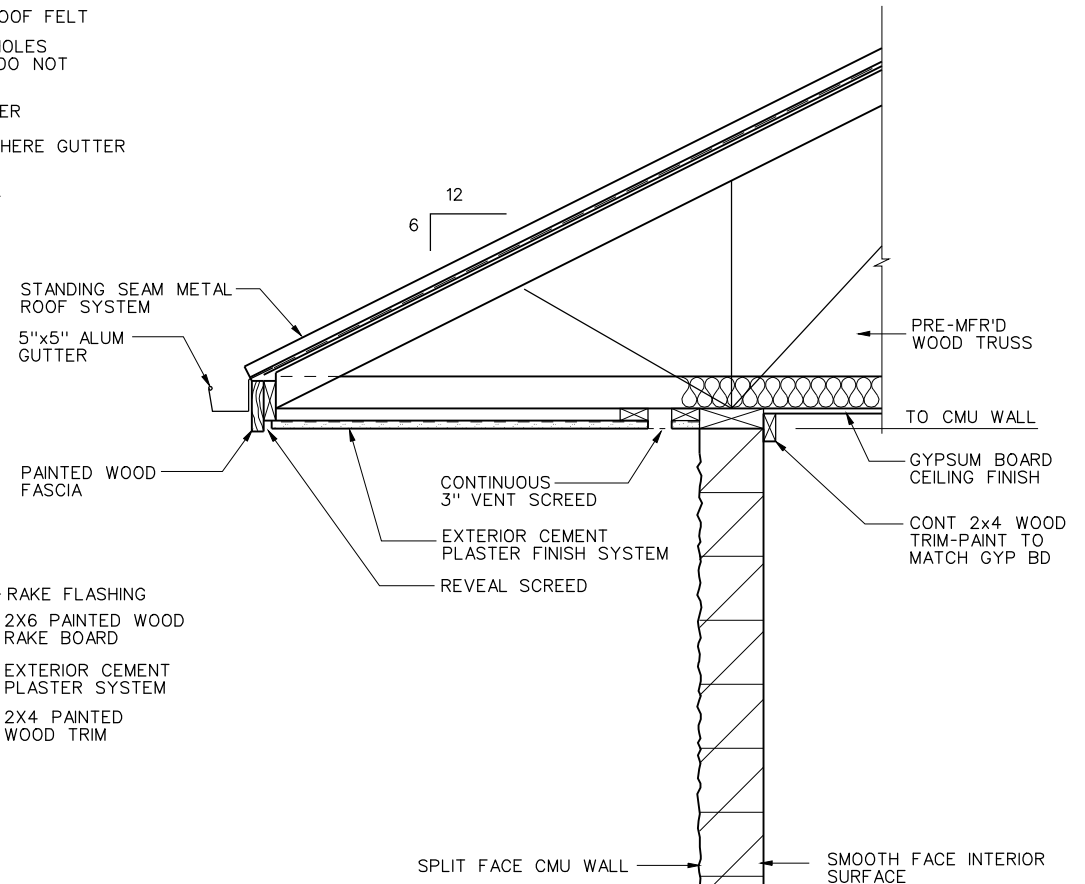 OOF FELT
HOLES
DO NOT
ER
HERE GUTTER
12
6
STANDING SEAM METAL
ROOF SYSTEM
5"x5" ALUM
GUTTER
PRE-MFR'D
WOOD TRUSS
TO CMU WALL
PAINTED WOOD
FASCIA
CONTINUOUS
3" VENT SCREED
GYPSUM BOARD
CEILING FINISH
EXTERIOR CEMENT
PLASTER FINISH SYSTEM
CONT 2x4 WOOD
TRIM-PAINT TO
MATCH GYP BD
REVEAL SCREED
RAKE FLASHING
2X6 PAINTED WOOD
RAKE BOARD
EXTERIOR CEMENT
PLASTER SYSTEM
2X4 PAINTED
WOOD TRIM
SPLIT FACE CMU WALL
SMOOTH FACE INTERIOR
SURFACE